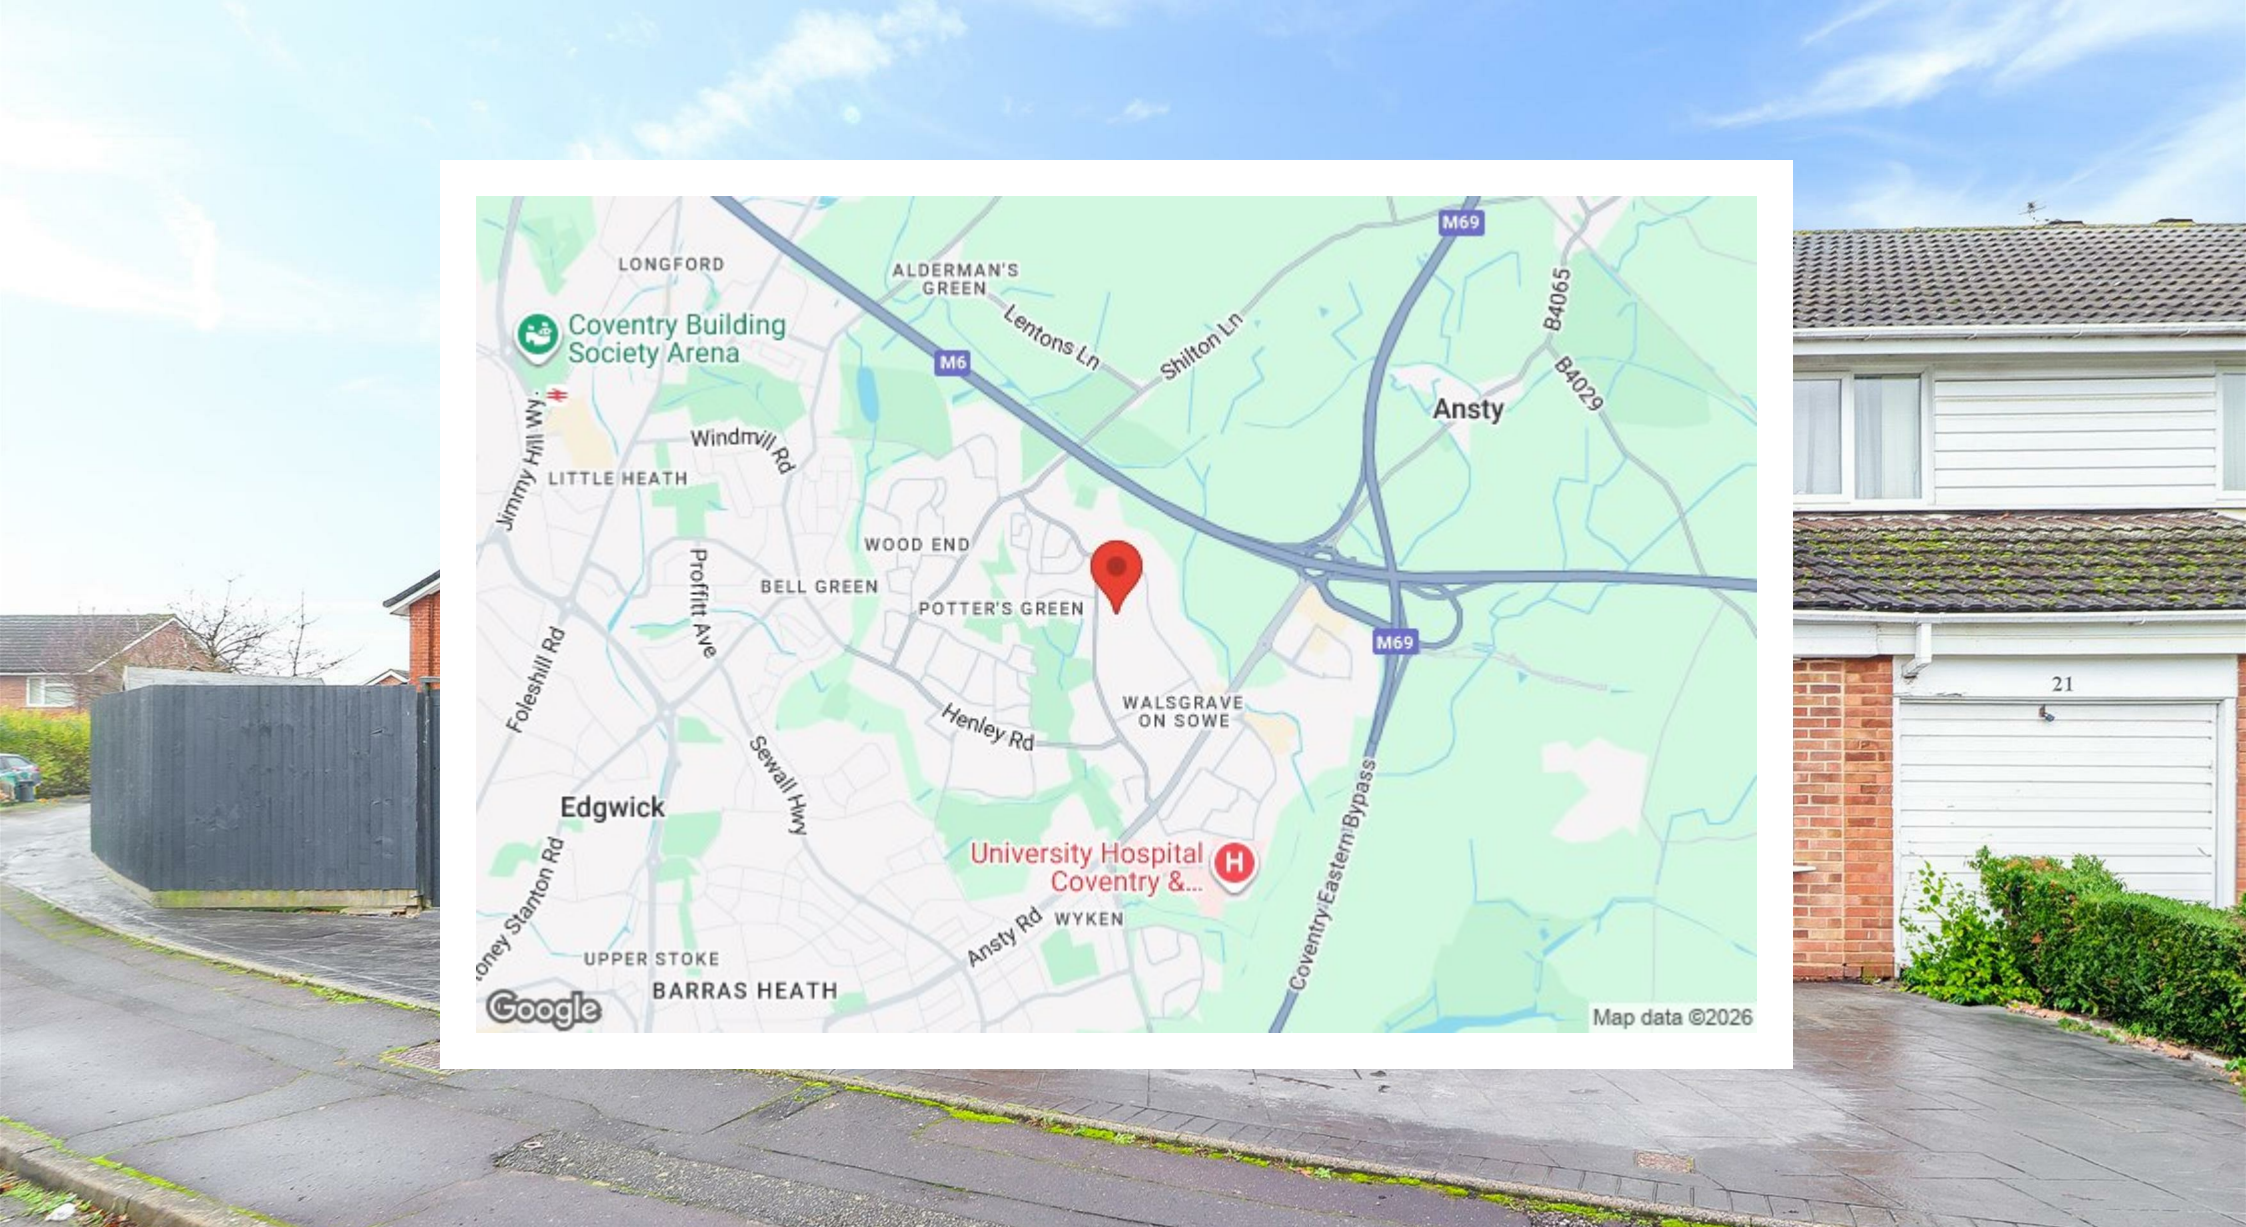 M69
LONGFORD
ALDERMAN'S
GREEN
B4065
Coventry Building
Society Arena
Lentons Ln
Shilton Ln
M6
B4029
Ansty
Jimmy Hill Wy.
Windmill Rd
LITTLE HEATH
WOOD END
Proffitt Ave
BELL GREEN
POTTER'S GREEN
M69
Foleshill Rd
21
WALSGRAVE
ON SOWE
Henley Rd
Sewall Hwy
Edgwick
Coventry Eastern Bypass
University Hospital
Coventry &...
H
oney Stanton Rd
Ansty Rd
WYKEN
UPPER STOKE
BARRAS HEATH
Google
Map data ©2026